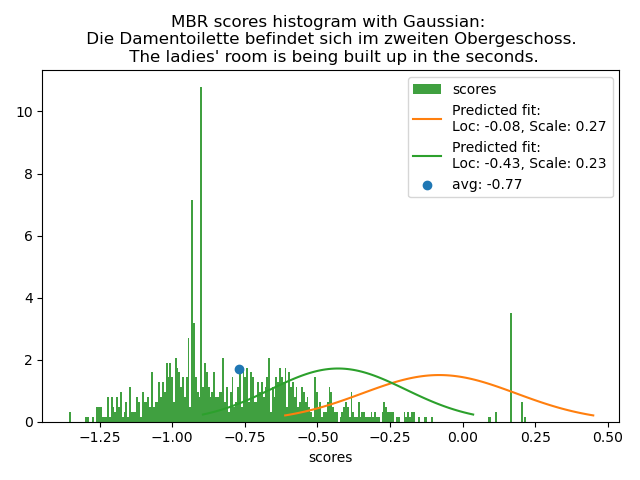 MBR scores histogram with Gaussian:
Die Damentoilette befindet sich im zweiten Obergeschoss.
The ladies' room is being built up in the seconds.
scores
Predicted fit:
Loc: -0.08, Scale: 0.27
Predicted fit:
Loc: -0.43, Scale: 0.23
avg: -0.77
10
8
6
4
2
0
−1.25 −1.00 −0.75 −0.50 −0.25 0.00 0.25 0.50
scores